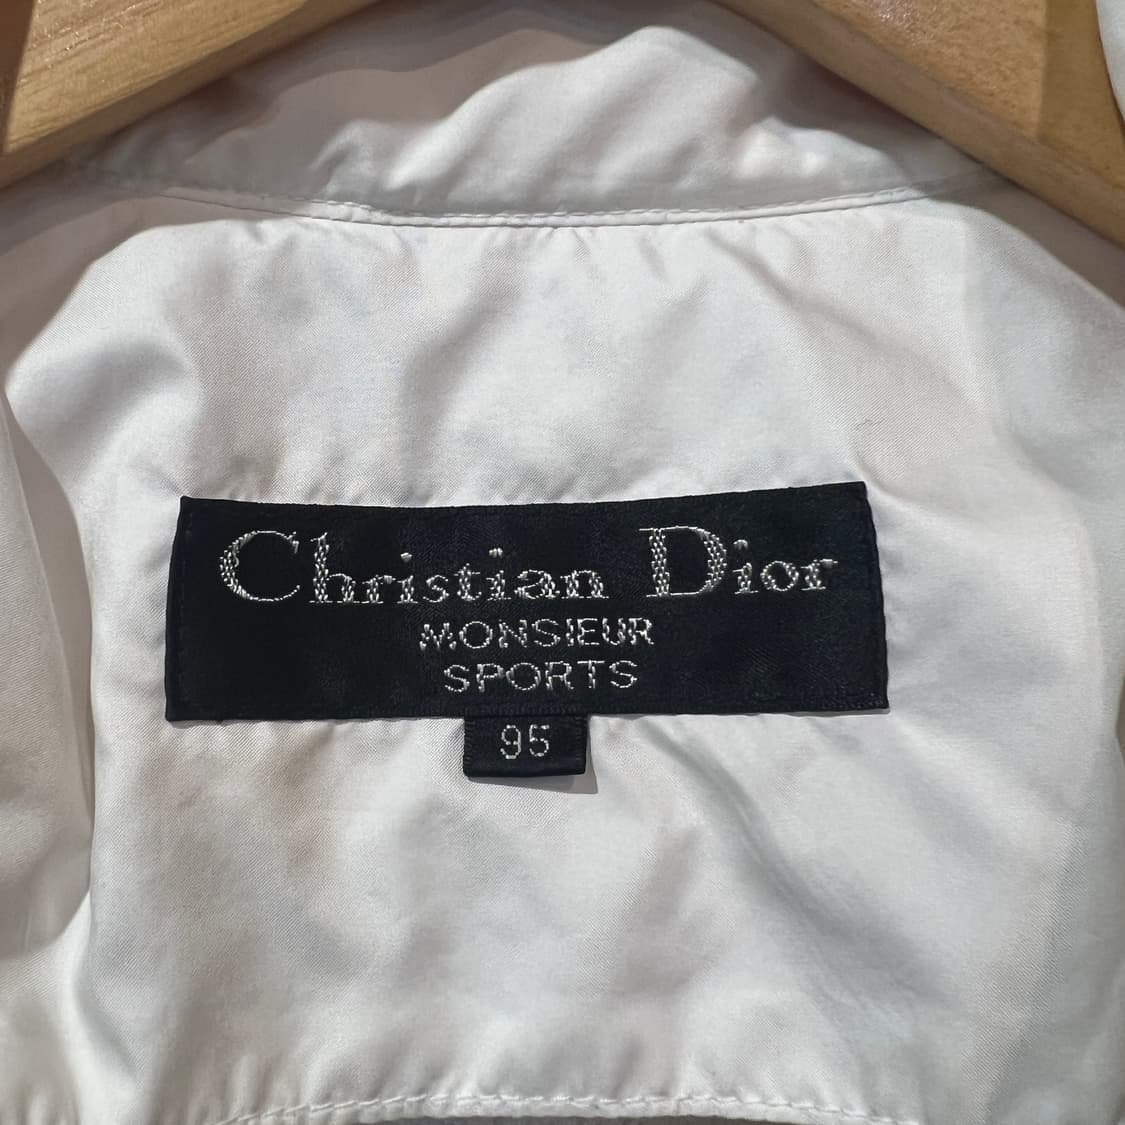 Christian Dior
MONSIEUR
SPORTS
95